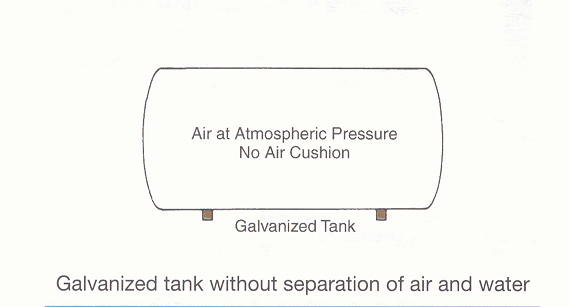 Air at Atmospheric Pressure
No Air Cushion
Galvanized Tank
Galvanized tank without separation of air and water